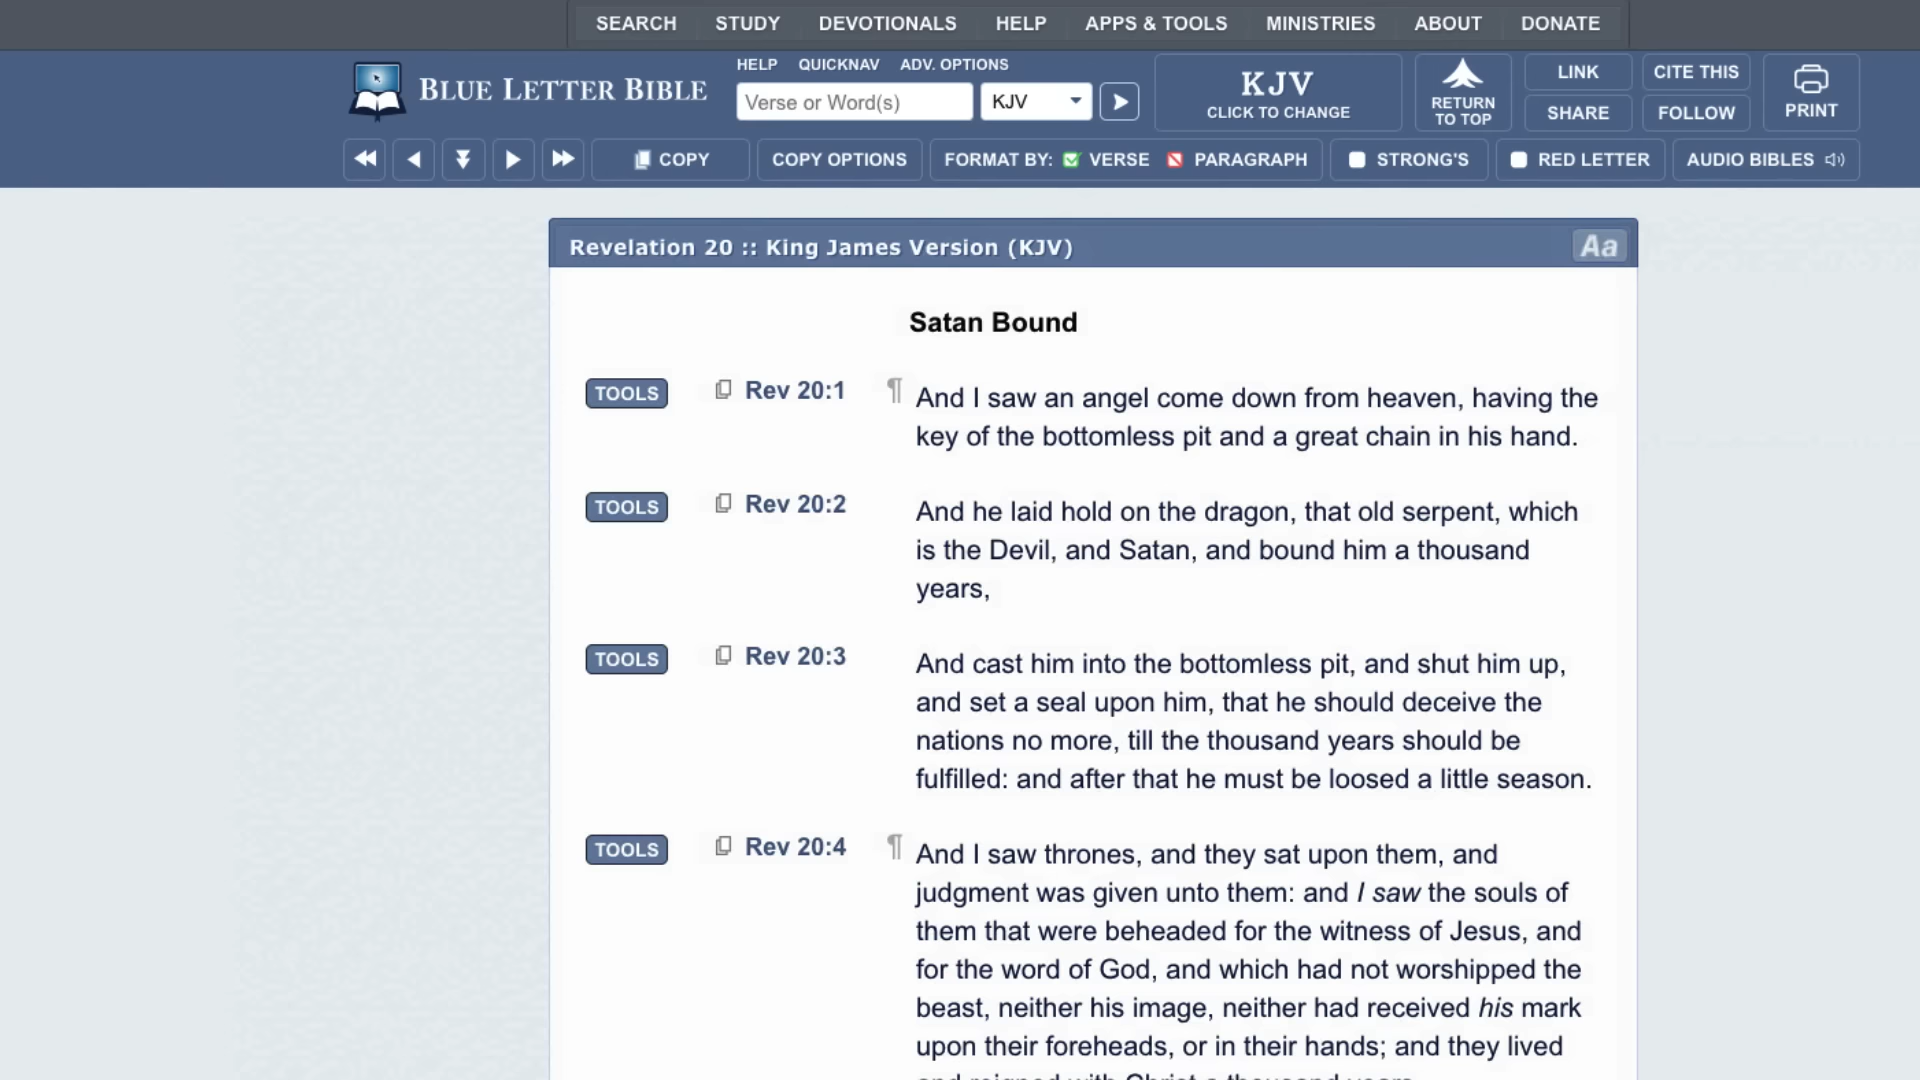 SEARCH STUDY DEVOTIONALS HELP APPS & TOOLS MINISTRIES ABOUT DONATE
BLUE LETTER BIBLE
HELP QUICKNAV ADV. OPTIONS
Verse or Word(s) KJV
KJV
CLICK TO CHANGE
RETURN
TO TOP
LINK CITE THIS
SHARE FOLLOW
PRINT
COPY COPY OPTIONS FORMAT BY: VERSE PARAGRAPH STRONG'S RED LETTER AUDIO BIBLES
Revelation 20 :: King James Version (KJV) Aa
Satan Bound
TOOLS Rev 20:1 ¶ And I saw an angel come down from heaven, having the
key of the bottomless pit and a great chain in his hand.
TOOLS Rev 20:2 And he laid hold on the dragon, that old serpent, which
is the Devil, and Satan, and bound him a thousand
years,
TOOLS Rev 20:3 And cast him into the bottomless pit, and shut him up,
and set a seal upon him, that he should deceive the
nations no more, till the thousand years should be
fulfilled: and after that he must be loosed a little season.
TOOLS Rev 20:4 ¶ And I saw thrones, and they sat upon them, and
judgment was given unto them: and I saw the souls of
them that were beheaded for the witness of Jesus, and
for the word of God, and which had not worshipped the
beast, neither his image, neither had received his mark
upon their foreheads, or in their hands; and they lived
and reigned with Christ a thousand years